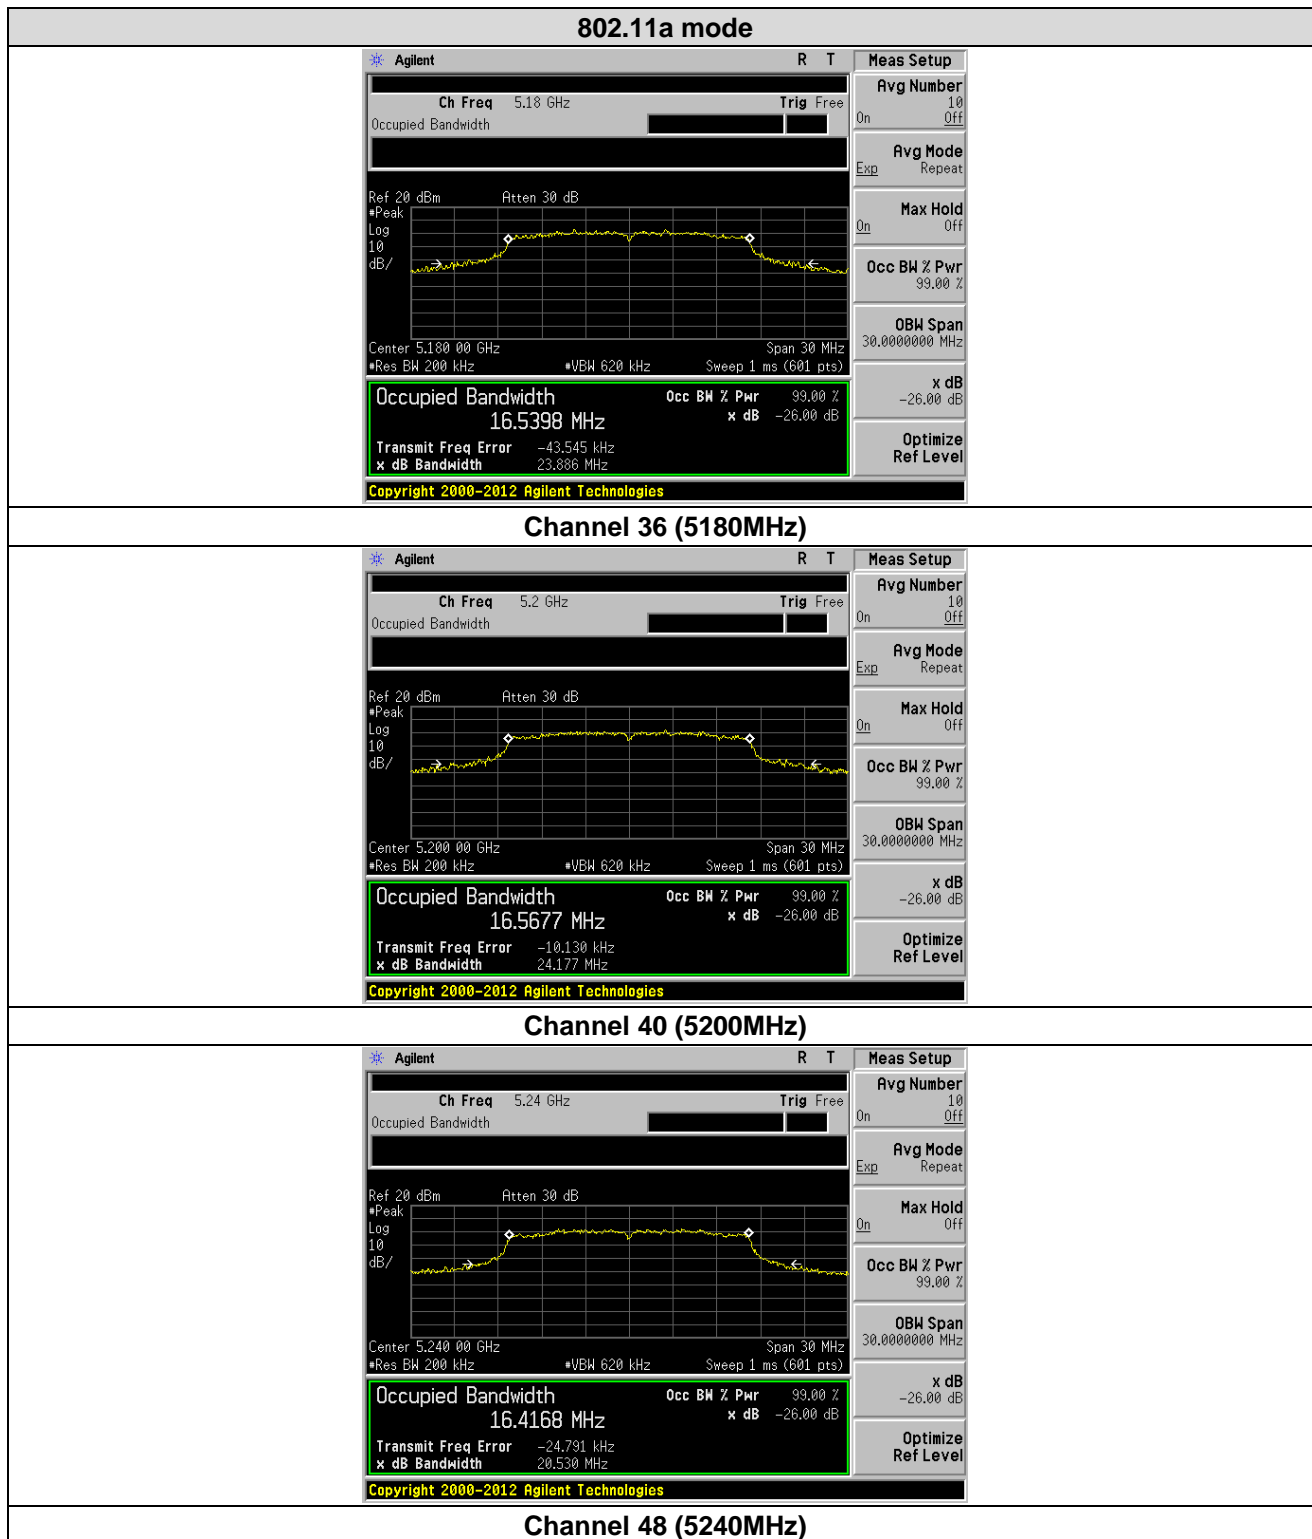 802.11a mode
Agilent R T Meas Setup
Avg Number
10
On Off
Ch Freq 5.18 GHz Trig Free
Occupied Bandwidth
Avg Mode
Exp Repeat
Ref 20 dBm Atten 30 dB
#Peak
Log
10
dB/
Max Hold
On Off
Occ BW % Pwr
99.00 %
OBW Span
30.0000000 MHz
Center 5.180 00 GHz Span 30 MHz
#Res BW 200 kHz #VBW 620 kHz Sweep 1 ms (601 pts)
x dB
-26.00 dB
Occupied Bandwidth Occ BW % Pwr 99.00 %
16.5398 MHz x dB -26.00 dB
Transmit Freq Error -43.545 kHz
x dB Bandwidth 23.886 MHz
Optimize
Ref Level
Copyright 2000-2012 Agilent Technologies
Channel 36 (5180MHz)
Agilent R T Meas Setup
Avg Number
10
On Off
Ch Freq 5.2 GHz Trig Free
Occupied Bandwidth
Avg Mode
Exp Repeat
Ref 20 dBm Atten 30 dB
#Peak
Log
10
dB/
Max Hold
On Off
Occ BW % Pwr
99.00 %
OBW Span
30.0000000 MHz
Center 5.200 00 GHz Span 30 MHz
#Res BW 200 kHz #VBW 620 kHz Sweep 1 ms (601 pts)
x dB
-26.00 dB
Occupied Bandwidth Occ BW % Pwr 99.00 %
16.5677 MHz x dB -26.00 dB
Transmit Freq Error -10.130 kHz
x dB Bandwidth 24.177 MHz
Optimize
Ref Level
Copyright 2000-2012 Agilent Technologies
Channel 40 (5200MHz)
Agilent R T Meas Setup
Avg Number
10
On Off
Ch Freq 5.24 GHz Trig Free
Occupied Bandwidth
Avg Mode
Exp Repeat
Ref 20 dBm Atten 30 dB
#Peak
Log
10
dB/
Max Hold
On Off
Occ BW % Pwr
99.00 %
OBW Span
30.0000000 MHz
Center 5.240 00 GHz Span 30 MHz
#Res BW 200 kHz #VBW 620 kHz Sweep 1 ms (601 pts)
x dB
-26.00 dB
Occupied Bandwidth Occ BW % Pwr 99.00 %
16.4168 MHz x dB -26.00 dB
Transmit Freq Error -24.791 kHz
x dB Bandwidth 20.530 MHz
Optimize
Ref Level
Copyright 2000-2012 Agilent Technologies
Channel 48 (5240MHz)